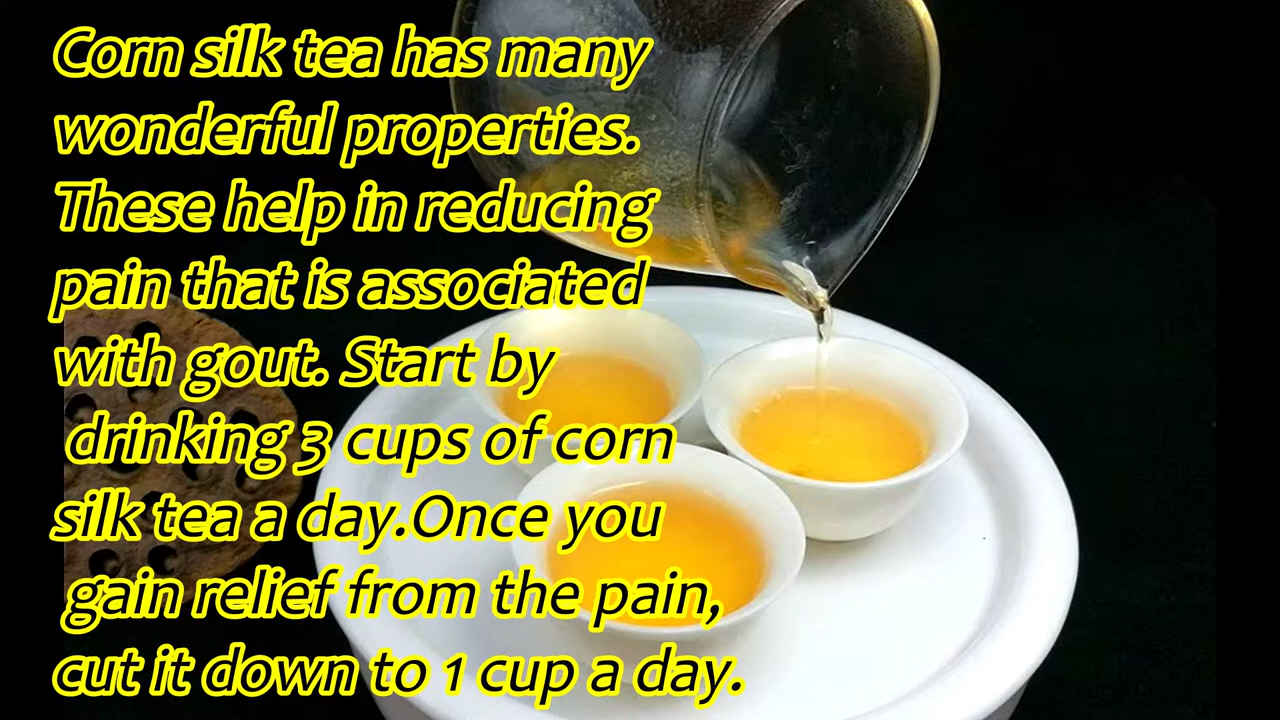 Corn silk tea has many
wonderful properties.
These help in reducing
pain that is associated
with gout. Start by
drinking 3 cups of corn
silk tea a day.Once you
gain relief from the pain,
cut it down to 1 cup a day.